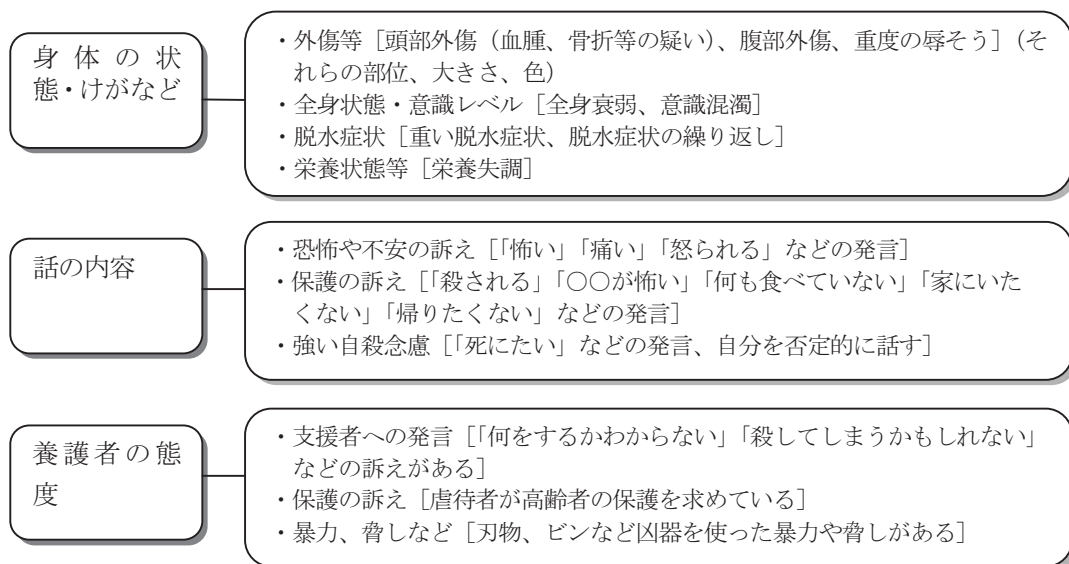 身体の状
態・けがなど
・外傷等［頭部外傷（血腫、骨折等の疑い）、腹部外傷、重度の辱そう］（そ
れらの部位、大きさ、色）
・全身状態・意識レベル［全身衰弱、意識混濁］
・脱水症状［重い脱水症状、脱水症状の繰り返し］
・栄養状態等［栄養失調］
話の内容
・恐怖や不安の訴え［「怖い」「痛い」「怒られる」などの発言］
・保護の訴え［「殺される」「○○が怖い」「何も食べていない」「家にいた
くない」「帰りたくない」などの発言］
・強い自殺念慮［「死にたい」などの発言、自分を否定的に話す］
養護者の態
度
・支援者への発言［「何をするかわからない」「殺してしまうかもしれない」
などの訴えがある］
・保護の訴え［虐待者が高齢者の保護を求めている］
・暴力、脅しなど［刃物、ビンなど凶器を使った暴力や脅しがある］